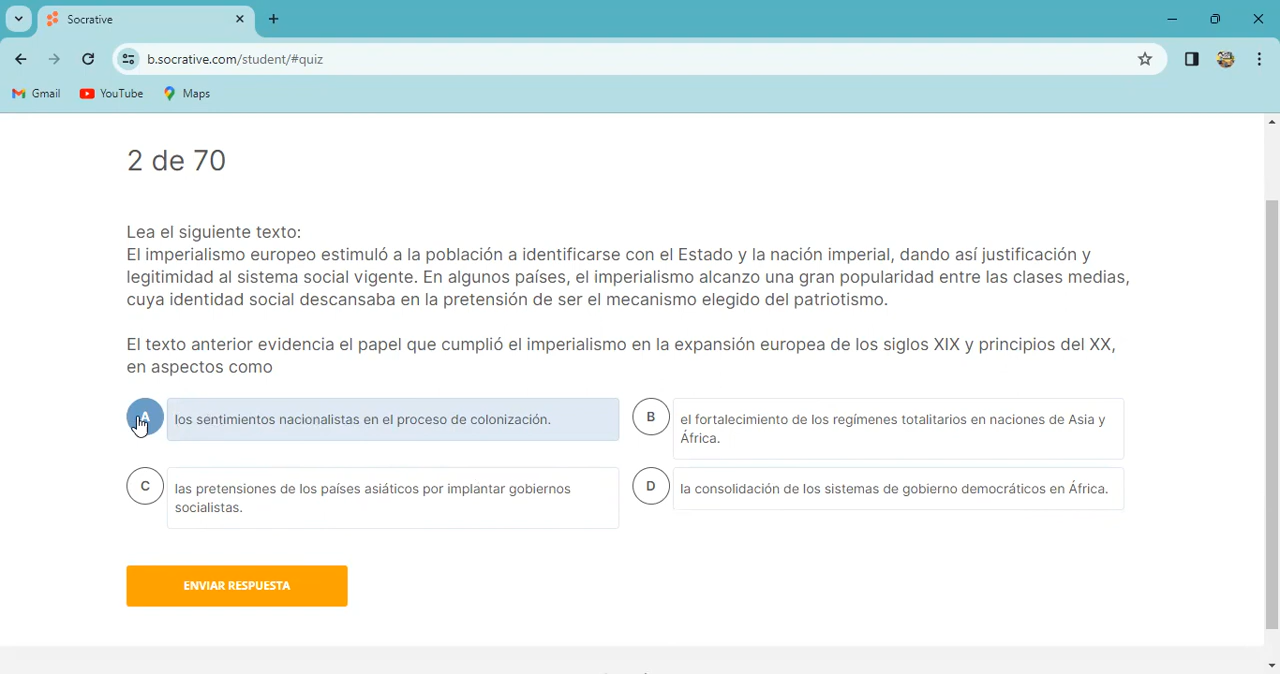 Socrative
b.socrative.com/student/#quiz
Gmail
YouTube
Maps
2 de 70
Lea el siguiente texto:
El imperialismo europeo estimuló a la población a identificarse con el Estado y la nación imperial, dando así justificación y
legitimidad al sistema social vigente. En algunos países, el imperialismo alcanzo una gran popularidad entre las clases medias,
cuya identidad social descansaba en la pretensión de ser el mecanismo elegido del patriotismo.
El texto anterior evidencia el papel que cumplió el imperialismo en la expansión europea de los siglos XIX y principios del XX,
en aspectos como
A
los sentimientos nacionalistas en el proceso de colonización.
B
el fortalecimiento de los regímenes totalitarios en naciones de Asia y
África.
C
las pretensiones de los países asiáticos por implantar gobiernos
socialistas.
D
la consolidación de los sistemas de gobierno democráticos en África.
ENVIAR RESPUESTA